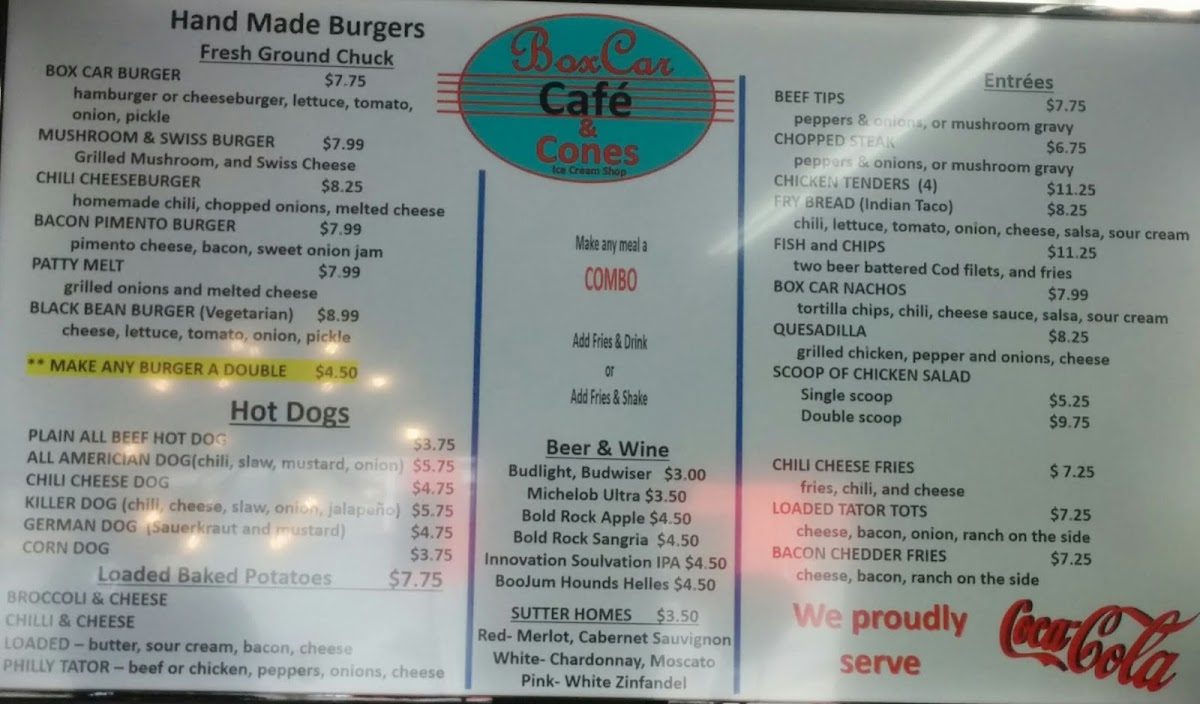 Hand Made Burgers
Fresh Ground Chuck
BOX CAR BURGER $7.75
hamburger or cheeseburger, lettuce, tomato,
onion, pickle
MUSHROOM & SWISS BURGER $7.99
Grilled Mushroom, and Swiss Cheese
CHILI CHEESEBURGER $8.25
homemade chili, chopped onions, melted cheese
BACON PIMENTO BURGER $7.99
pimento cheese, bacon, sweet onion jam
PATTY MELT $7.99
grilled onions and melted cheese
BLACK BEAN BURGER (Vegetarian) $8.99
cheese, lettuce, tomato, onion, pickle
** MAKE ANY BURGER A DOUBLE $4.50
Hot Dogs
PLAIN ALL BEEF HOT DOG $3.75
ALL AMERICIAN DOG(chili, slaw, mustard, onion) $5.75
CHILI CHEESE DOG $4.75
KILLER DOG (chili, cheese, slaw, onion, jalapeño) $5.75
GERMAN DOG (Sauerkraut and mustard) $4.75
CORN DOG $3.75
Loaded Baked Potatoes $7.75
BROCCOLI & CHEESE
CHILLI & CHEESE
LOADED – butter, sour cream, bacon, cheese
PHILLY TATOR – beef or chicken, peppers, onions, cheese
BoxCar
Café
&
Cones
Ice Cream Shop
Make any meal a
COMBO
Add Fries & Drink
or
Add Fries & Shake
Beer & Wine
Budlight, Budwiser $3.00
Michelob Ultra $3.50
Bold Rock Apple $4.50
Bold Rock Sangria $4.50
Innovation Soulvation IPA $4.50
BooJum Hounds Helles $4.50
SUTTER HOMES $3.50
Red- Merlot, Cabernet Sauvignon
White- Chardonnay, Moscato
Pink- White Zinfandel
Entrées
BEEF TIPS $7.75
peppers & onions, or mushroom gravy
CHOPPED STEAK $6.75
peppers & onions, or mushroom gravy
CHICKEN TENDERS (4) $11.25
FRY BREAD (Indian Taco) $8.25
chili, lettuce, tomato, onion, cheese, salsa, sour cream
FISH and CHIPS $11.25
two beer battered Cod filets, and fries
BOX CAR NACHOS $7.99
tortilla chips, chili, cheese sauce, salsa, sour cream
QUESADILLA $8.25
grilled chicken, pepper and onions, cheese
SCOOP OF CHICKEN SALAD
Single scoop $5.25
Double scoop $9.75
CHILI CHEESE FRIES $ 7.25
fries, chili, and cheese
LOADED TATOR TOTS $7.25
cheese, bacon, onion, ranch on the side
BACON CHEDDER FRIES $7.25
cheese, bacon, ranch on the side
We proudly
serve
Coca-Cola